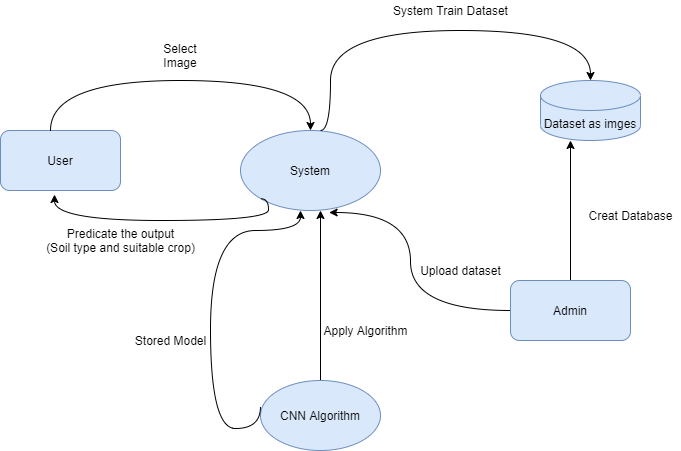 System Train Dataset
Select
Image
Dataset as imges
User
System
Creat Database
Predicate the output
(Soil type and suitable crop)
Upload dataset
Admin
Stored Model
Apply Algorithm
CNN Algorithm